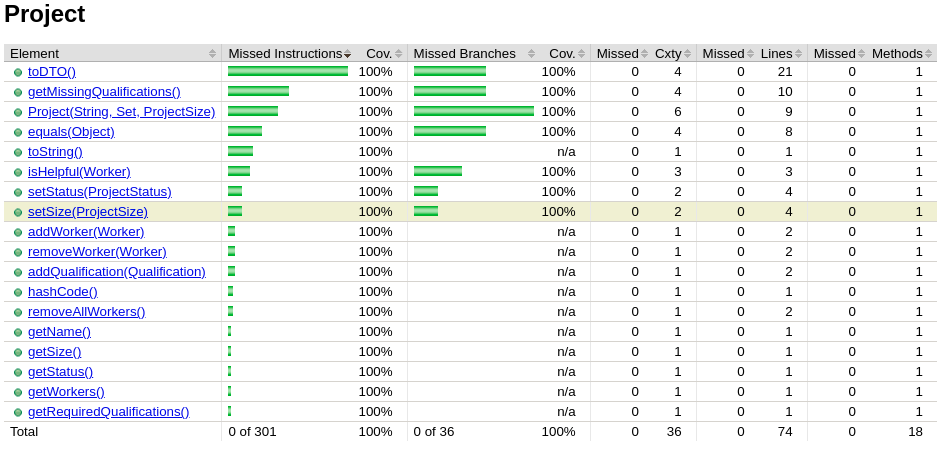 Project
Element Missed Instructions Cov. Missed Branches Cov. Missed Cxty Missed Lines Missed Methods
toDTO() 100% 100% 0 4 0 21 0 1
getMissingQualifications() 100% 100% 0 4 0 10 0 1
Project(String, Set, ProjectSize) 100% 100% 0 6 0 9 0 1
equals(Object) 100% 100% 0 4 0 8 0 1
toString() 100% n/a 0 1 0 1 0 1
isHelpful(Worker) 100% 100% 0 3 0 3 0 1
setStatus(ProjectStatus) 100% 100% 0 2 0 4 0 1
setSize(ProjectSize) 100% 100% 0 2 0 4 0 1
addWorker(Worker) 100% n/a 0 1 0 2 0 1
removeWorker(Worker) 100% n/a 0 1 0 2 0 1
addQualification(Qualification) 100% n/a 0 1 0 2 0 1
hashCode() 100% n/a 0 1 0 1 0 1
removeAllWorkers() 100% n/a 0 1 0 2 0 1
getName() 100% n/a 0 1 0 1 0 1
getSize() 100% n/a 0 1 0 1 0 1
getStatus() 100% n/a 0 1 0 1 0 1
getWorkers() 100% n/a 0 1 0 1 0 1
getRequiredQualifications() 100% n/a 0 1 0 1 0 1
Total 0 of 301 100% 0 of 36 100% 0 36 0 74 0 18